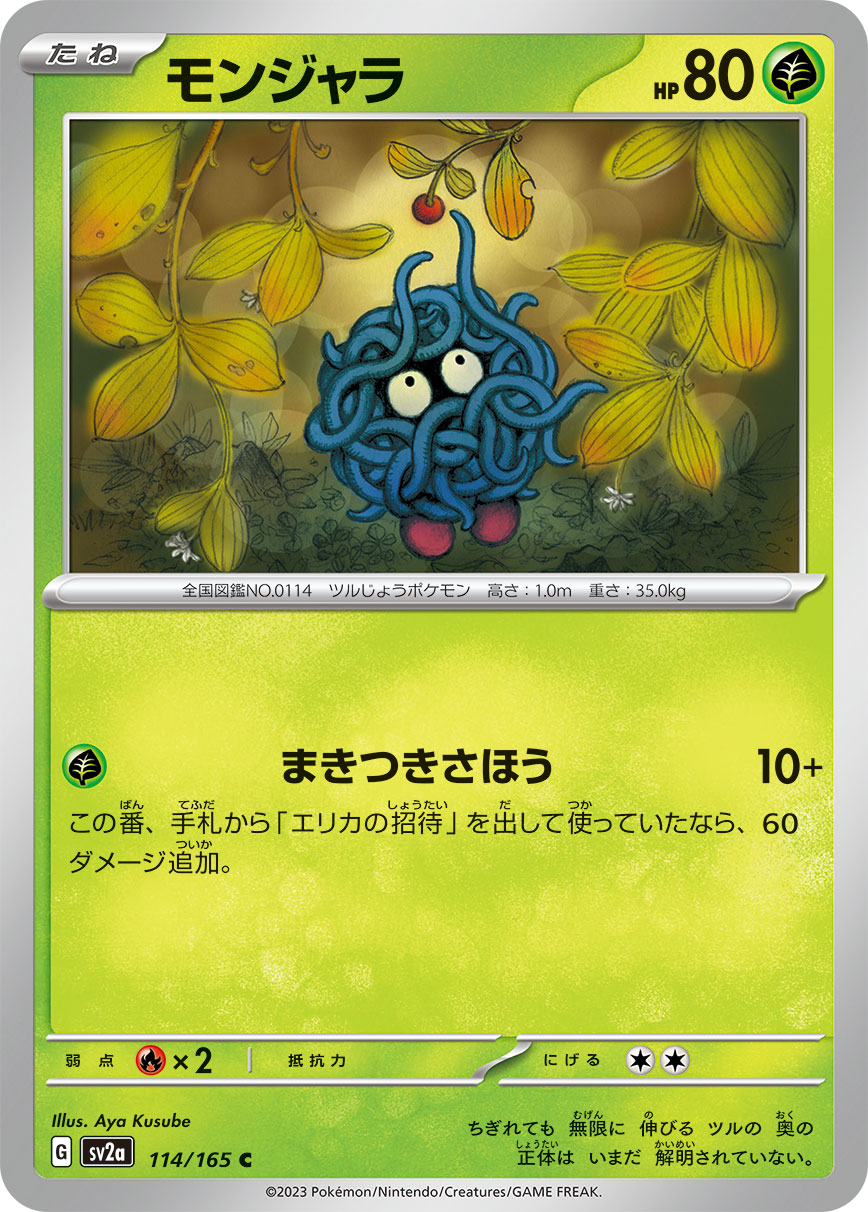 たね
モンジャラ
HP 80
全国図鑑NO.0114 ツルじょうポケモン 高さ：1.0m 重さ：35.0kg
まきつきさほう 10+
この番、手札から「エリカの招待」を出して使っていたなら、60
ダメージ追加。
弱点 ×2 抵抗力 にげる
Illus. Aya Kusube
G sv2a 114/165 C
ちぎれても 無限に 伸びる ツルの 奥の
正体は いまだ 解明されていない。
©2023 Pokémon/Nintendo/Creatures/GAME FREAK.